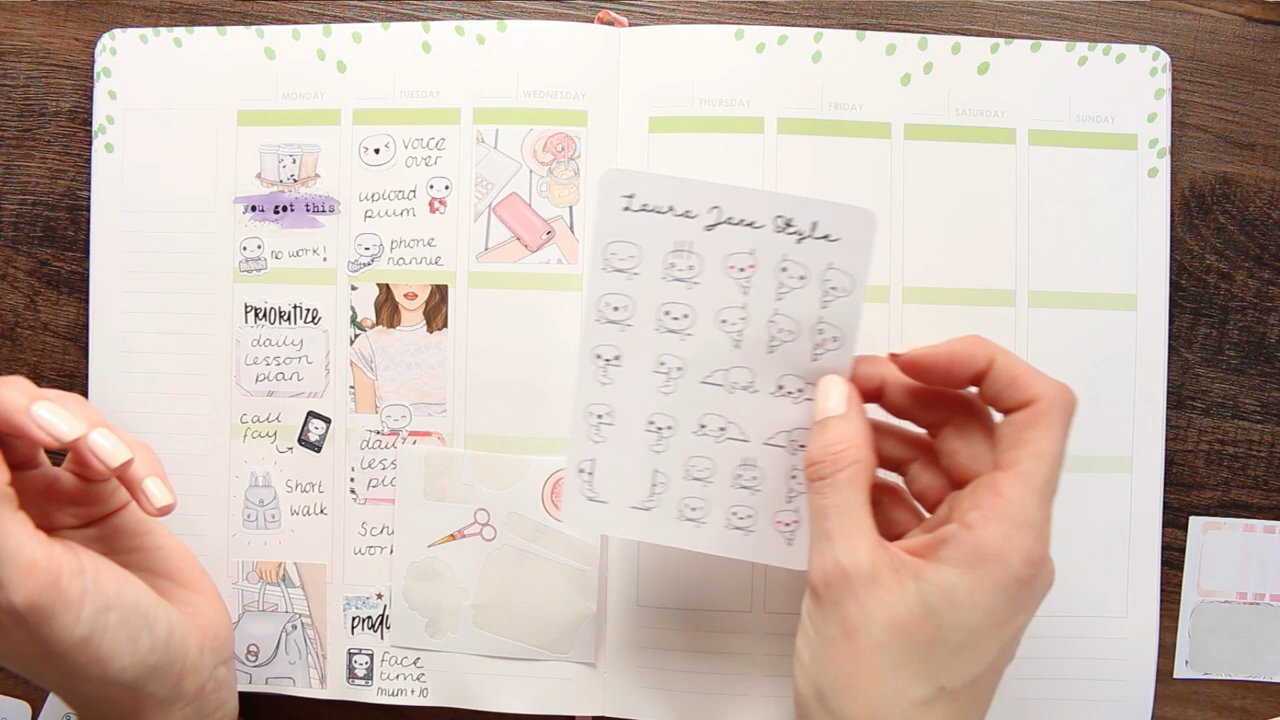 MONDAY
TUESDAY
WEDNESDAY
THURSDAY
FRIDAY
SATURDAY
SUNDAY
you got this
no work!
PRIORITIZE
daily
lesson
plan
call
fay
Short
walk
voice
over
upload
phone
nannie
face
time
mum + JO
Laura Jane Style